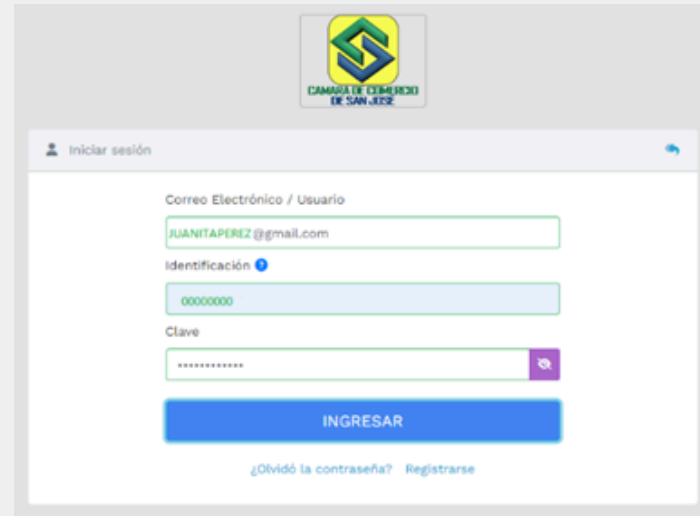 CAMARA DE COMERCIO
DE SAN JOSE
Iniciar sesión
Correo Electrónico / Usuario
JUANITAPEREZ@gmail.com
Identificación ?
00000000
Clave
••••••••••••
INGRESAR
¿Olvidó la contraseña? Registrarse